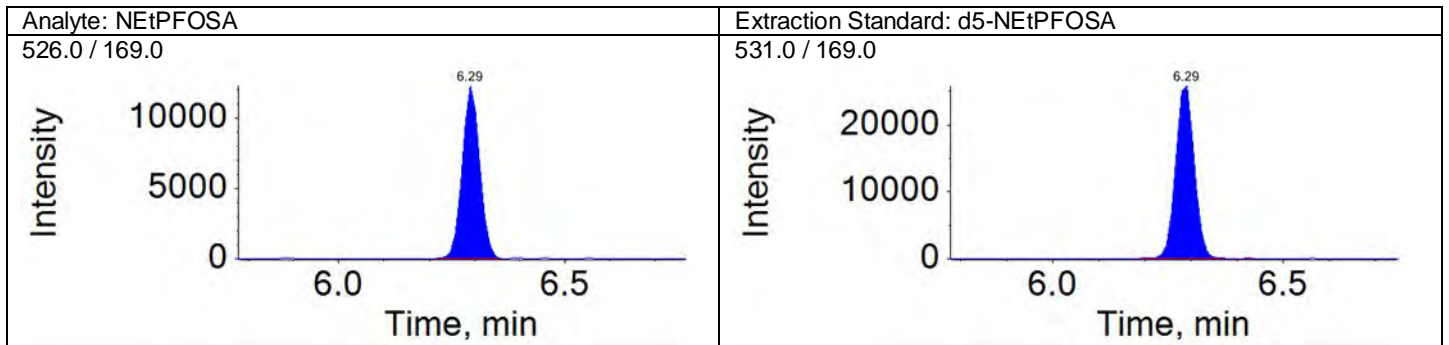 Analyte: NEtPFOSA
526.0 / 169.0
6.29
10000
5000
0
Intensity
6.0
6.5
Time, min
Extraction Standard: d5-NEtPFOSA
531.0 / 169.0
6.29
20000
10000
0
Intensity
6.0
6.5
Time, min